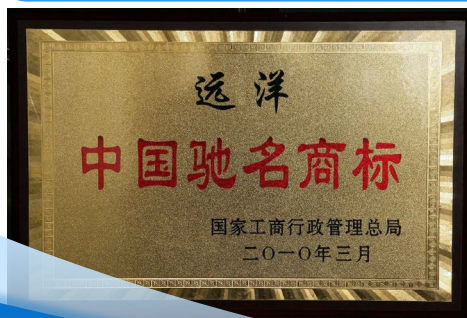 远洋
中国驰名商标
国家工商行政管理总局
二〇一〇年三月